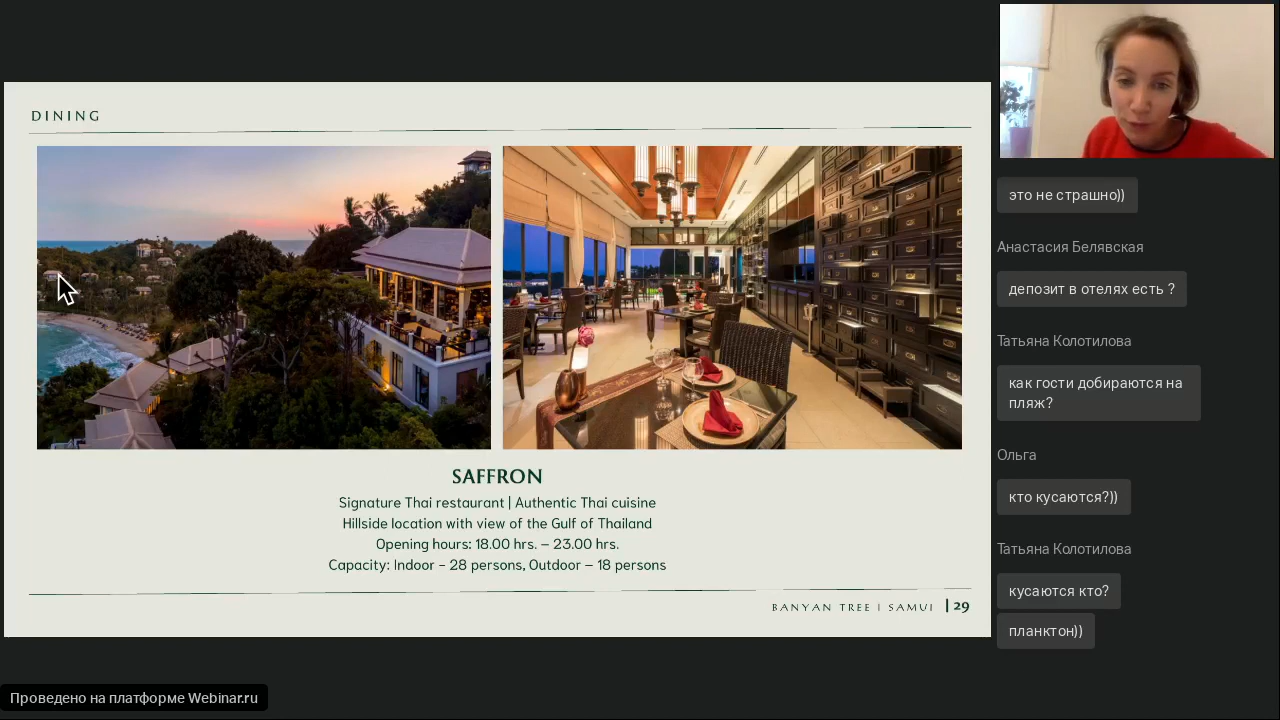 DINING
SAFFRON
Signature Thai restaurant | Authentic Thai cuisine
Hillside location with view of the Gulf of Thailand
Opening hours: 18.00 hrs. – 23.00 hrs.
Capacity: Indoor - 28 persons, Outdoor – 18 persons
BANYAN TREE | SAMUI | 29
это не страшно))
Анастасия Белявская
депозит в отелях есть ?
Татьяна Колотилова
как гости добираются на
пляж?
Ольга
кто кусаются?))
Татьяна Колотилова
кусаются кто?
планктон))
Проведено на платформе Webinar.ru